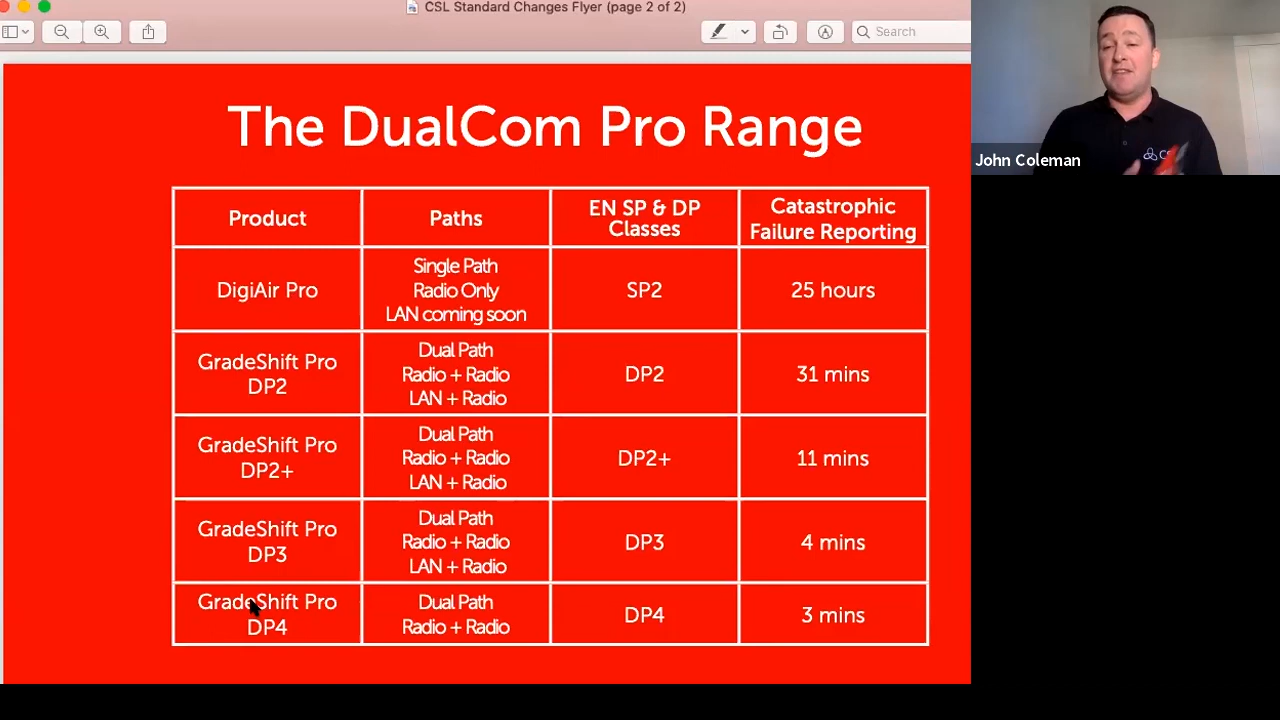 CSL Standard Changes Flyer (page 2 of 2)
Search
The DualCom Pro Range
Product
Paths
EN SP & DP
Classes
Catastrophic
Failure Reporting
DigiAir Pro
Single Path
Radio Only
LAN coming soon
SP2
25 hours
GradeShift Pro
DP2
Dual Path
Radio + Radio
LAN + Radio
DP2
31 mins
GradeShift Pro
DP2+
Dual Path
Radio + Radio
LAN + Radio
DP2+
11 mins
GradeShift Pro
DP3
Dual Path
Radio + Radio
LAN + Radio
DP3
4 mins
GradeShift Pro
DP4
Dual Path
Radio + Radio
DP4
3 mins
John Coleman